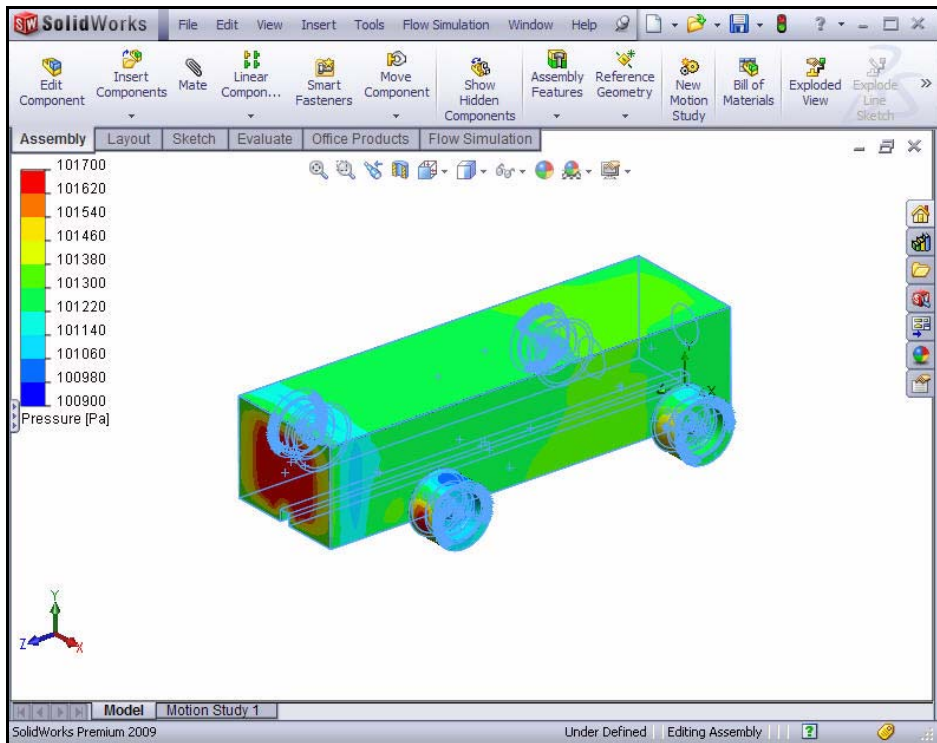 SolidWorks File Edit View Insert Tools Flow Simulation Window Help ?
Edit Component
Insert Components
Mate
Linear Compon...
Smart Fasteners
Move Component
Show Hidden Components
Assembly Features
Reference Geometry
New Motion Study
Bill of Materials
Exploded View
Explode Line Sketch
Assembly Layout Sketch Evaluate Office Products Flow Simulation
101700
101620
101540
101460
101380
101300
101220
101140
101060
100980
100900
Pressure [Pa]
Y
Z
X
Model Motion Study 1
SolidWorks Premium 2009 Under Defined Editing Assembly ?